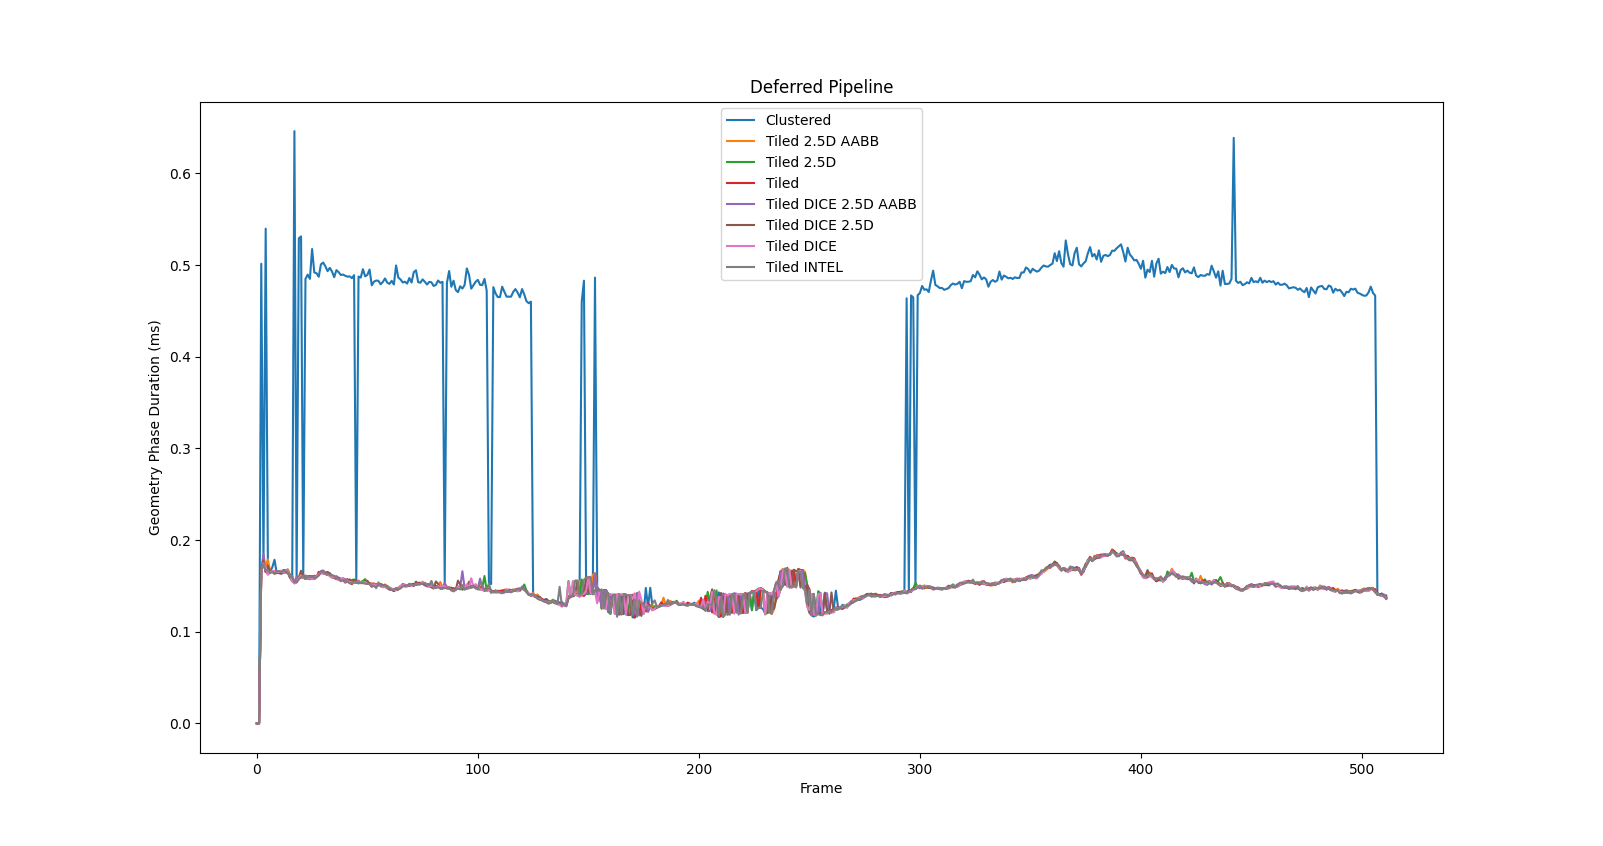 Deferred Pipeline
Clustered
Tiled 2.5D AABB
Tiled 2.5D
Tiled
Tiled DICE 2.5D AABB
Tiled DICE 2.5D
Tiled DICE
Tiled INTEL
Geometry Phase Duration (ms)
0.6
0.5
0.4
0.3
0.2
0.1
0.0
0 100 200 300 400 500
Frame